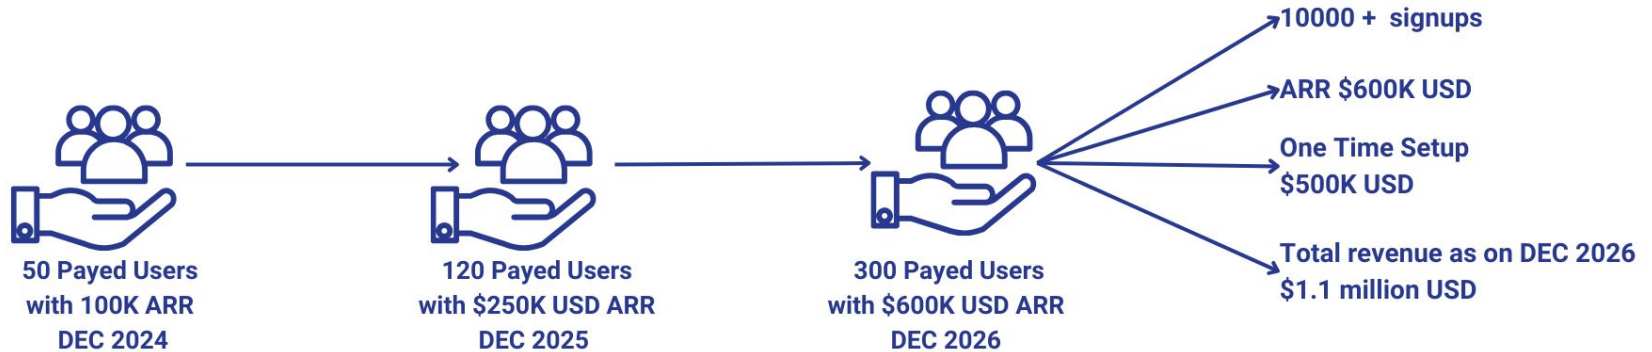 50 Payed Users
with 100K ARR
DEC 2024
120 Payed Users
with $250K USD ARR
DEC 2025
300 Payed Users
with $600K USD ARR
DEC 2026
10000 +  signups
ARR $600K USD
One Time Setup
$500K USD
Total revenue as on DEC 2026
$1.1 million USD